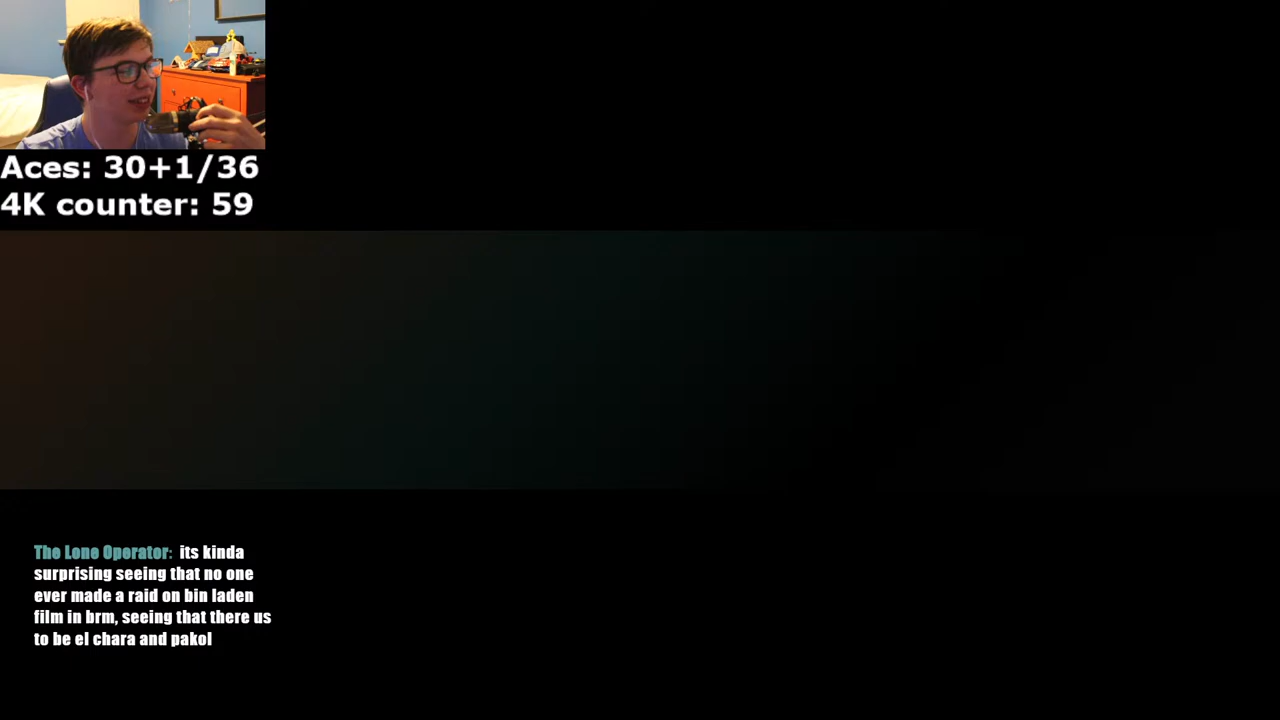 Aces: 30+1/36
4K counter: 59
The Lone Operator: its kinda
surprising seeing that no one
ever made a raid on bin laden
film in brm, seeing that there us
to be el chara and pakol